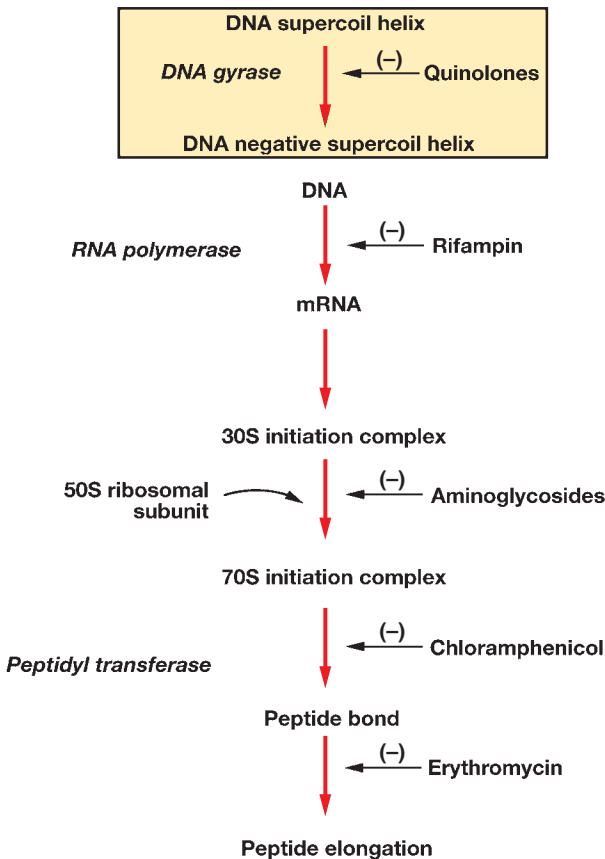 DNA supercoil helix
(–)
DNA gyrase
Quinolones
DNA negative supercoil helix
DNA
(–)
RNA polymerase
Rifampin
mRNA
30S initiation complex
50S ribosomal
subunit
(–)
Aminoglycosides
70S initiation complex
(–)
Peptidyl transferase
Chloramphenicol
Peptide bond
(–)
Erythromycin
Peptide elongation